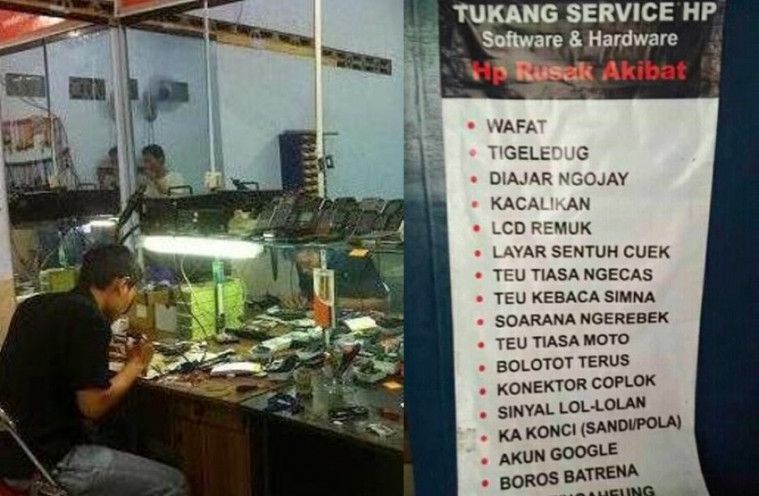 TUKANG SERVICE HP
Software & Hardware
Hp Rusak Akibat
• WAFAT
• TIGELEDUG
• DIAJAR NGOJAY
• KACALIKAN
• LCD REMUK
• LAYAR SENTUH CUEK
• TEU TIASA NGECAS
• TEU KEBACA SIMNA
• SOARANA NGEREBEK
• TEU TIASA MOTO
• BOLOTOT TERUS
• KONEKTOR COPLOK
• SINYAL LOL-LOLAN
• KA KONCI (SANDI/POLA)
• AKUN GOOGLE
• BOROS BATRENA